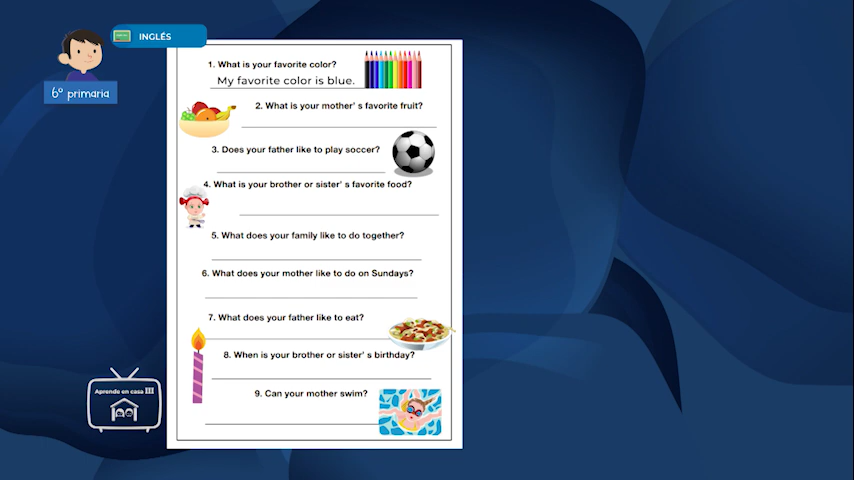 INGLÉS
6º primaria
1. What is your favorite color?
My favorite color is blue.
2. What is your mother' s favorite fruit?
3. Does your father like to play soccer?
4. What is your brother or sister' s favorite food?
5. What does your family like to do together?
6. What does your mother like to do on Sundays?
7. What does your father like to eat?
8. When is your brother or sister' s birthday?
9. Can your mother swim?
Aprende en casa III